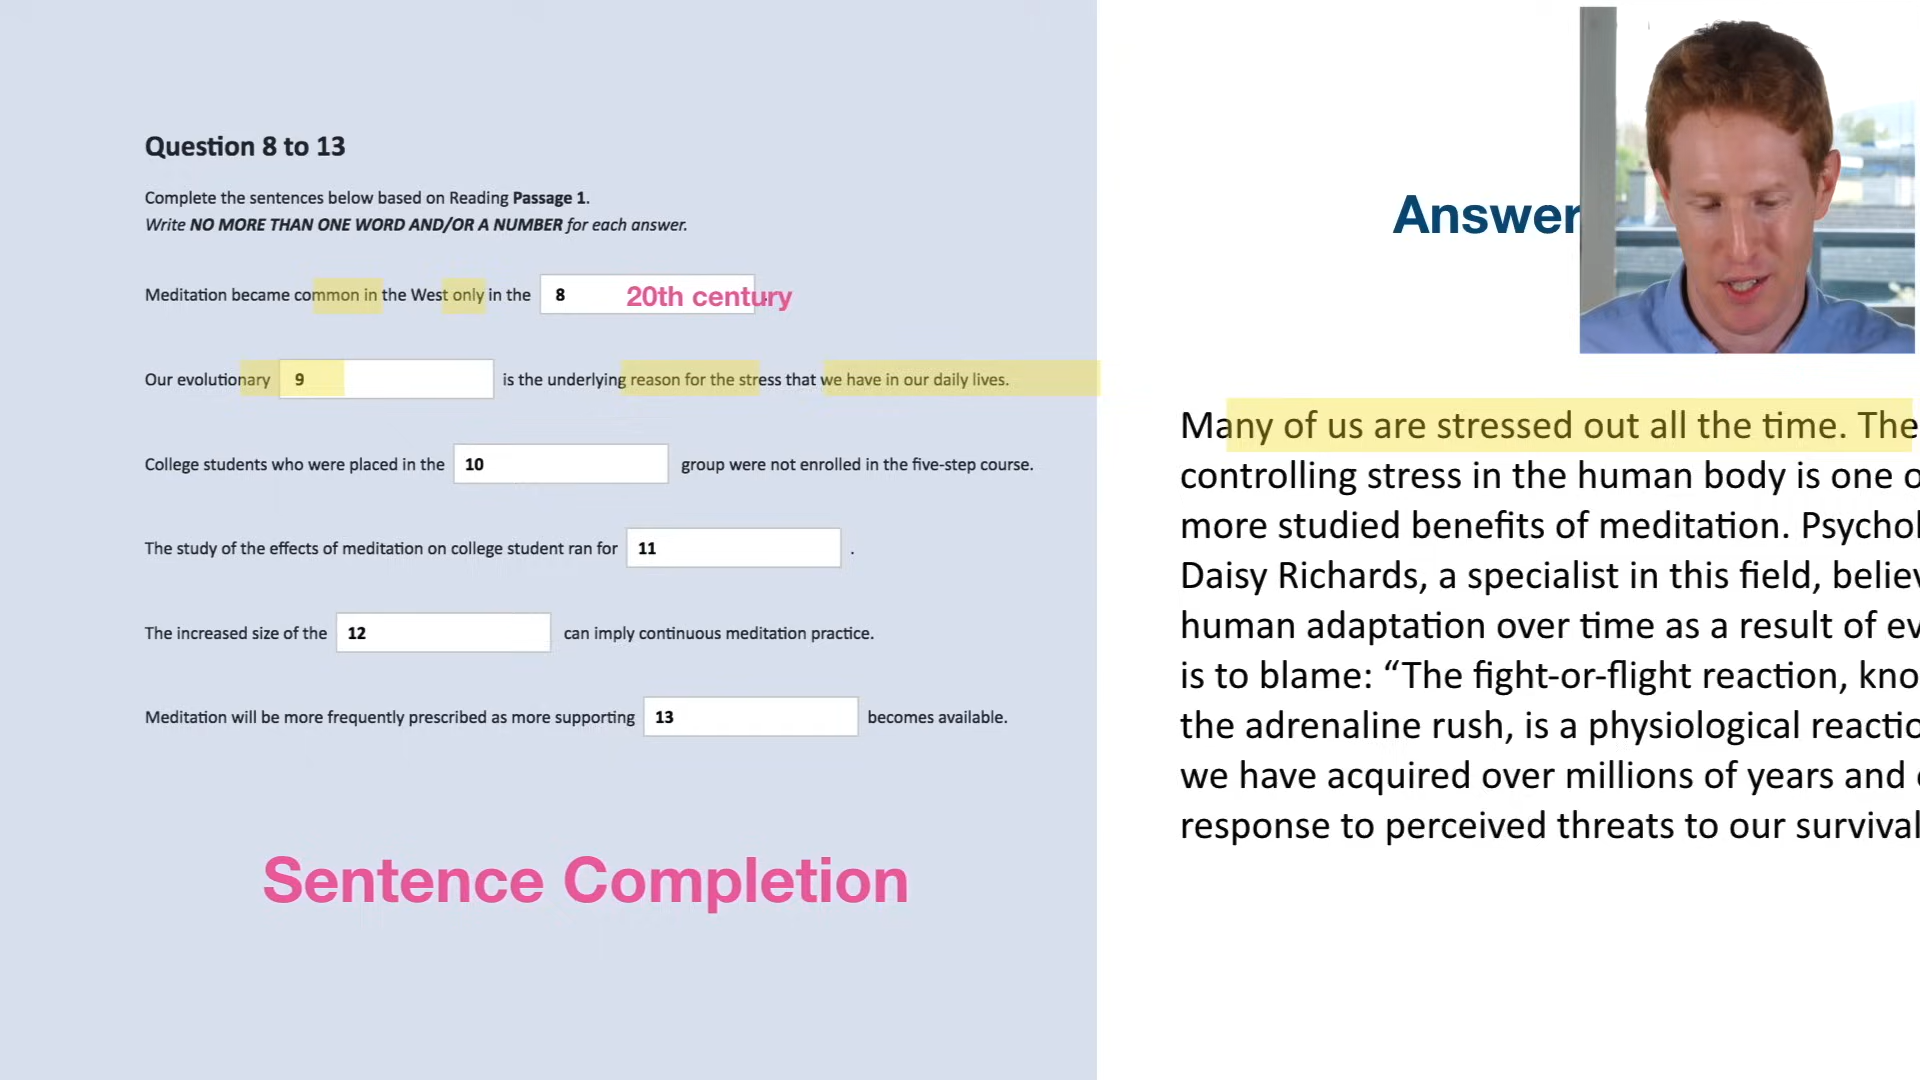 Question 8 to 13
Complete the sentences below based on Reading Passage 1.
Write NO MORE THAN ONE WORD AND/OR A NUMBER for each answer.
Meditation became common in the West only in the 8 20th century .
Our evolutionary 9 is the underlying reason for the stress that we have in our daily lives.
College students who were placed in the 10 group were not enrolled in the five-step course.
The study of the effects of meditation on college student ran for 11 .
The increased size of the 12 can imply continuous meditation practice.
Meditation will be more frequently prescribed as more supporting 13 becomes available.
Sentence Completion
Answer
Many of us are stressed out all the time. The
controlling stress in the human body is one
more studied benefits of meditation.
Daisy Richards, a specialist in this field,
human adaptation over time as a result of
is to blame: “The fight-or-flight reaction,
the adrenaline rush, is a physiological
we have acquired over millions of years and
response to perceived threats to our survival